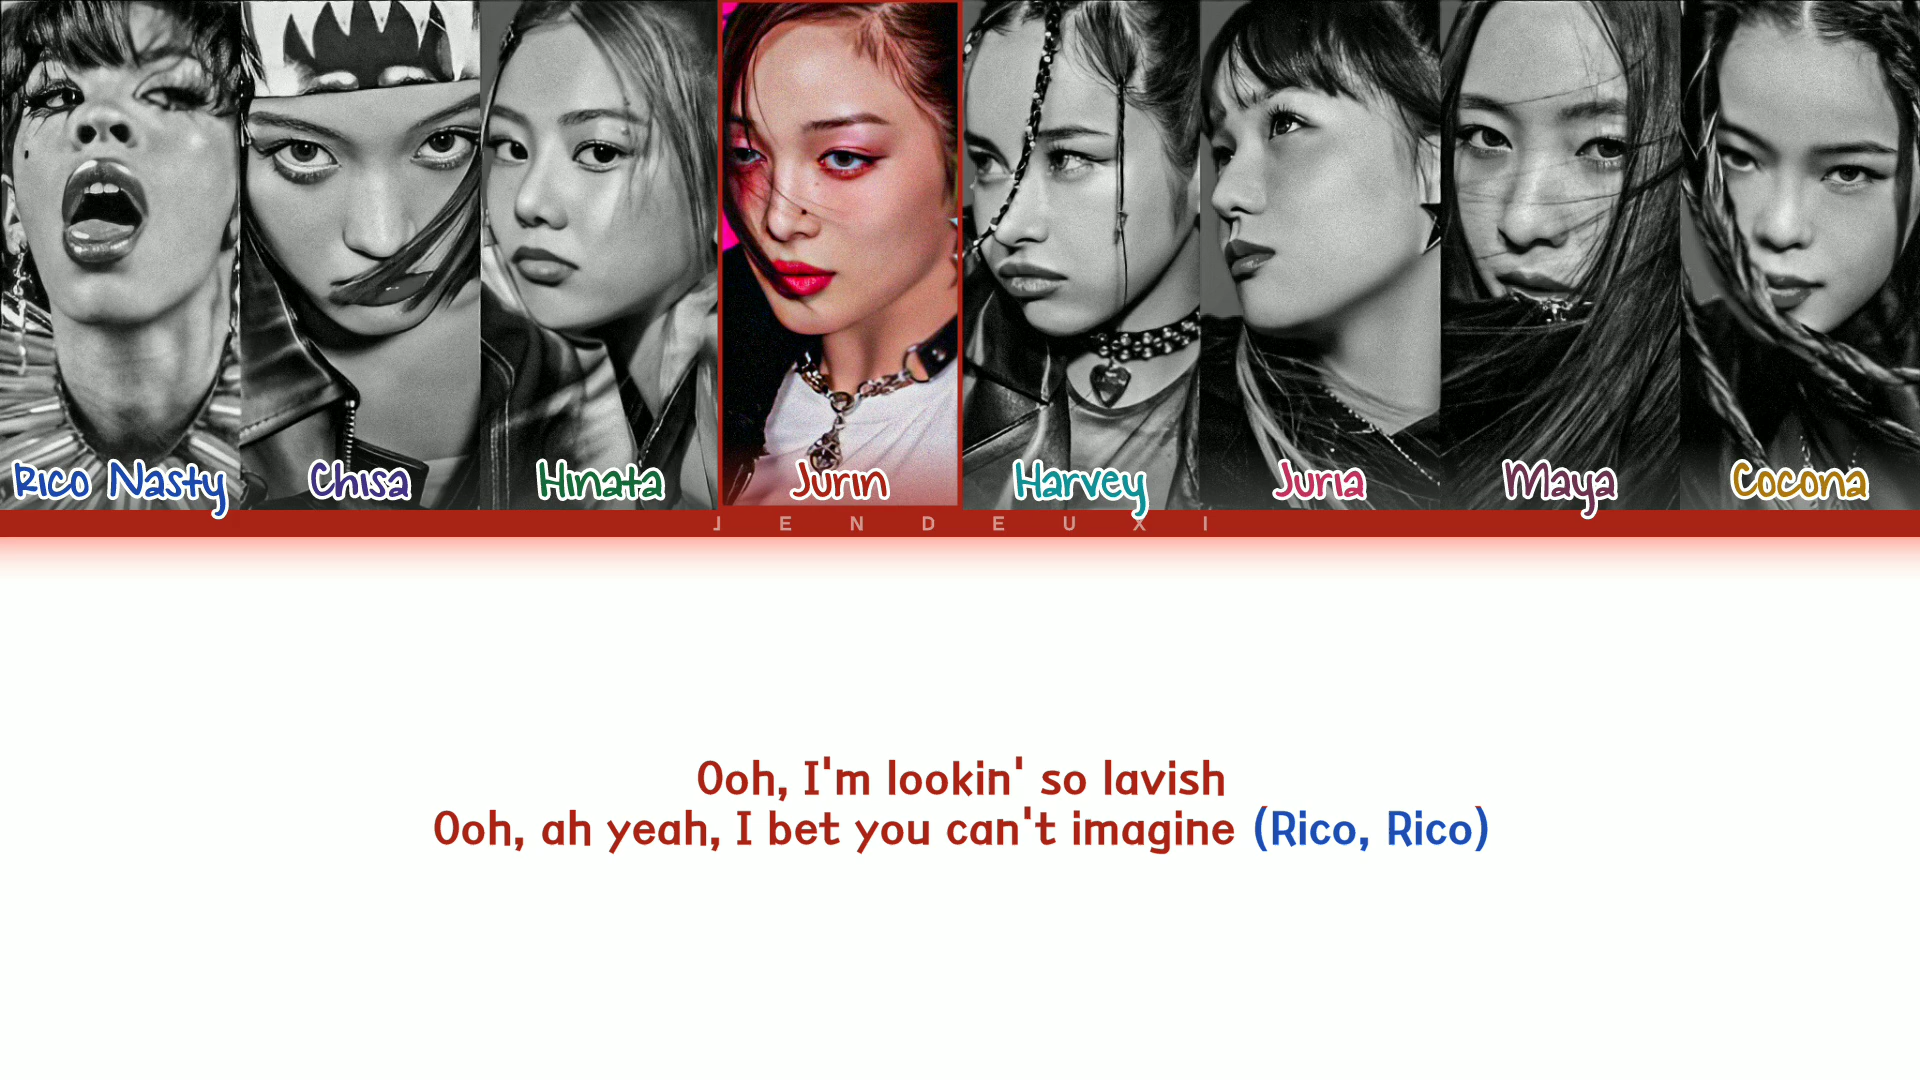 Rico Nasty Chisa Hinata Jurin Harvey Juria Maya Cocona
JENDEUXI
Ooh, I'm lookin' so lavish
Ooh, ah yeah, I bet you can't imagine (Rico, Rico)